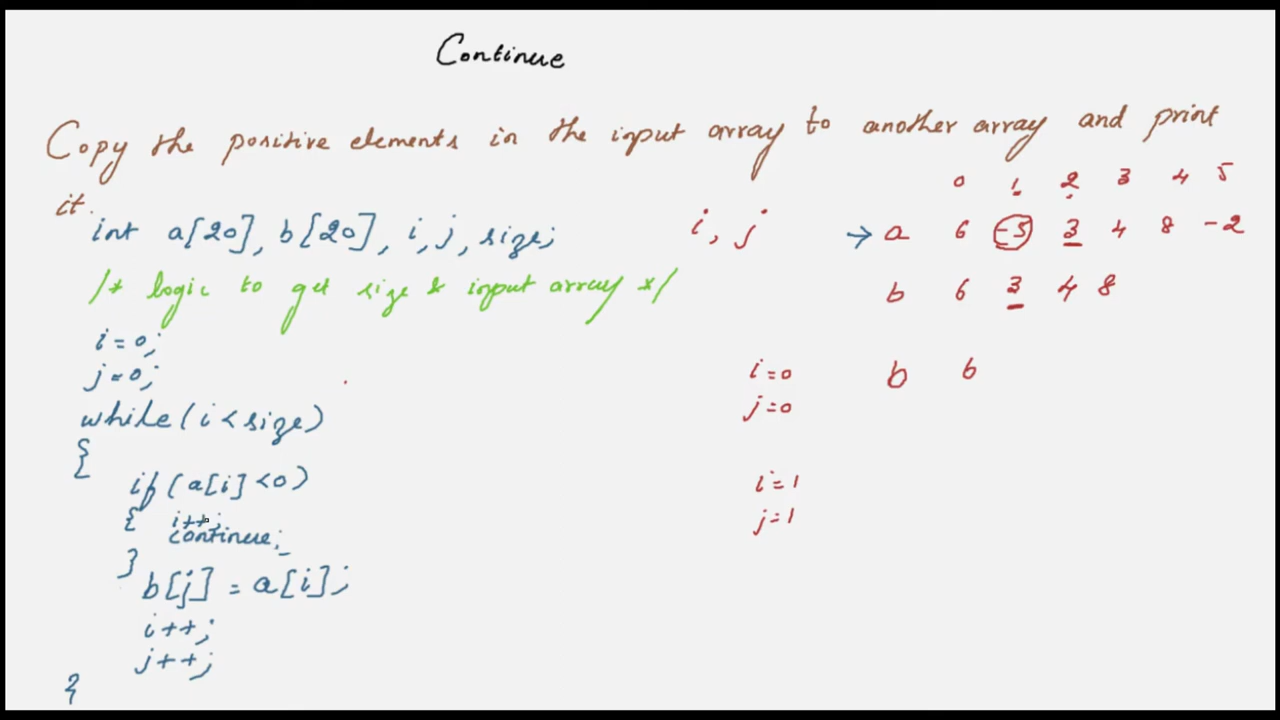 Continue
Copy the positive elements in the input array to another array and print
it.
0 1 2 3 4 5
int a[20], b[20], i, j, size;
i, j
→ a 6 -5 3 4 8 -2
/* logic to get size & input array */
b 6 3 4 8
i = 0;
j = 0;
i = 0
j = 0
b 6
while (i < size)
{
if (a[i] < 0)
{ i++;
continue;
}
i = 1
j = 1
b[j] = a[i];
i++;
j++;
}